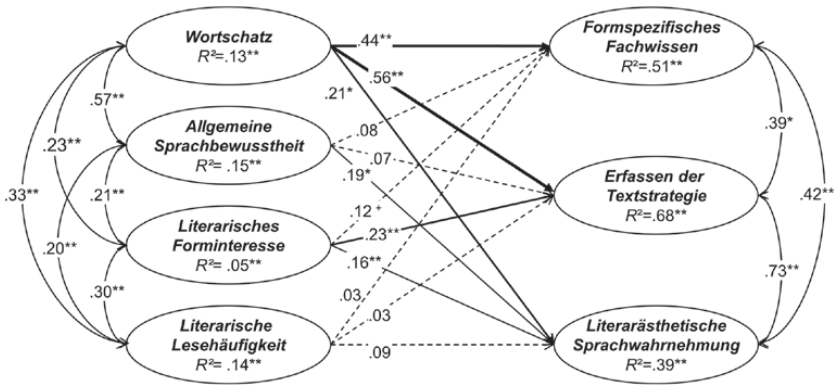 Wortschatz
R²=.13**
Allgemeine
Sprachbewusstheit
R²= .15**
Literarisches
Forminteresse
R²= .05**
Literarische
Lesehäufigkeit
R²= .14**
.57**
.23**
.33**
.21**
.20**
.30**
.44**
.56**
.21*
.08
.07
.19*
.12 +
.23**
.16**
.03
.03
.09
Formspezifisches
Fachwissen
R²=.51**
Erfassen der
Textstrategie
R²=.68**
Literarästhetische
Sprachwahrnehmung
R²=.39**
.39*
.42**
.73**